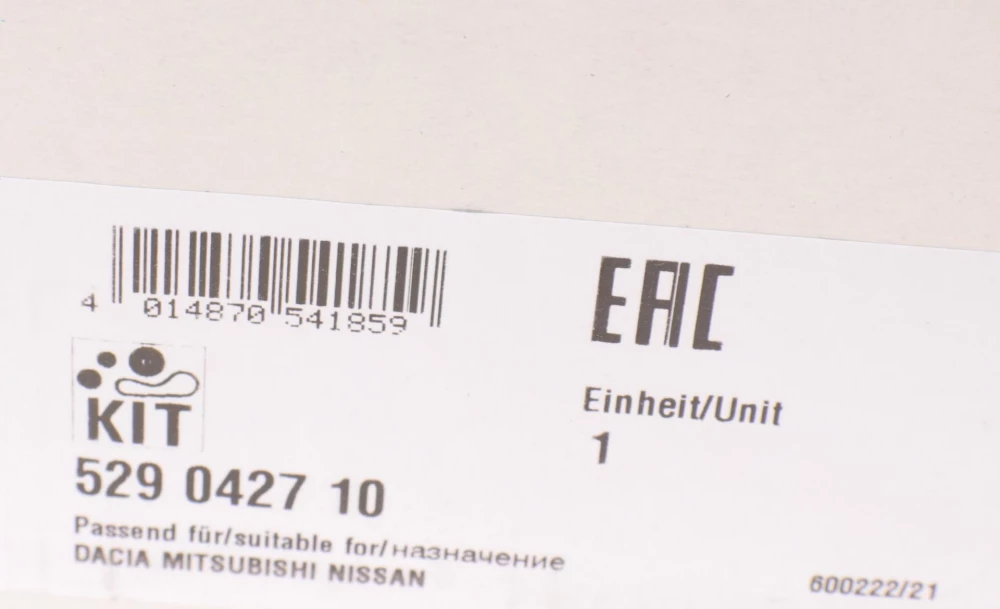 4 014870 541859
EAC
KIT
529 0427 10
Einheit/Unit
1
Passend für/suitable for/назначение
DACIA MITSUBISHI NISSAN
600222/21